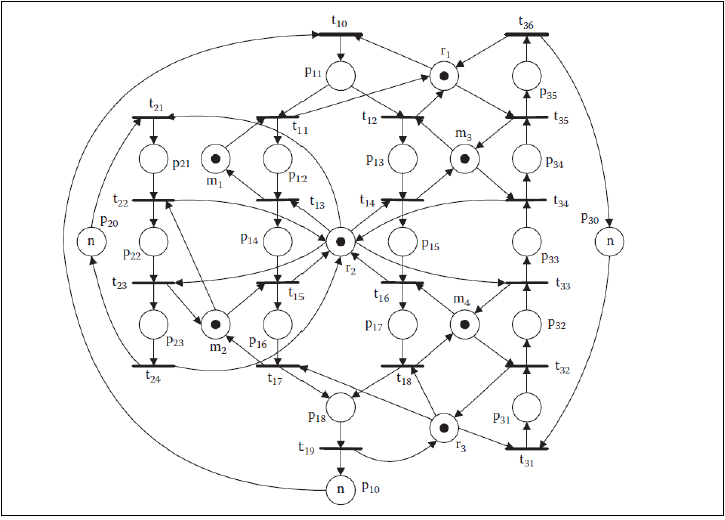 t10 t36
r1
p11 p35
t21 t11 t12 t35
m3
p21 m1 p12 p13 p34
t22 t13 t14 t34
p20 p30
n p22 p14 r2 p15 p33 n
t23 t15 t16 t33
m4
p23 m2 p16 p17 p32
t24 t17 t18 t32
p18 p31
t19 r3 t31
n p10